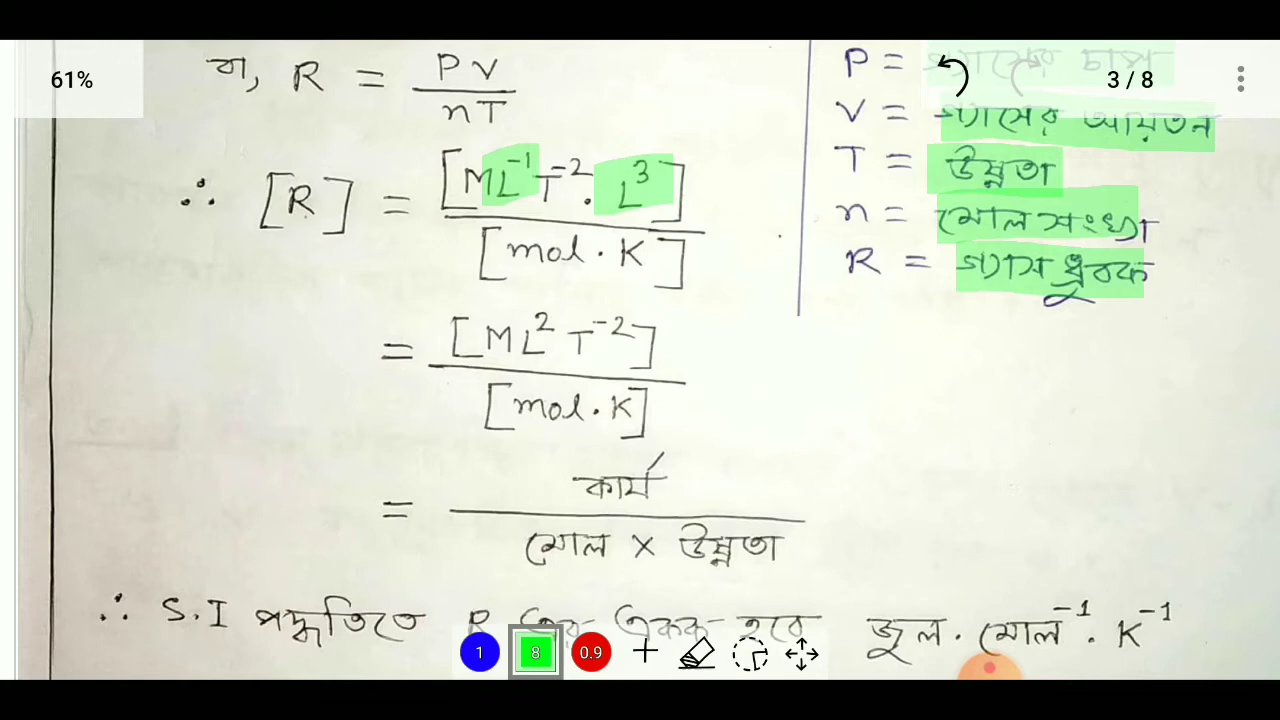 61%
3 / 8
বা, R = PV / nT
∴ [R] = [ML⁻¹T⁻². L³] / [mol. K]
= [ML² T⁻²] / [mol. K]
= কার্য / মোল x উষ্ণতা
∴ S.I পদ্ধতিতে R এর একক হবে জুল. মোল⁻¹. K⁻¹
P = গ্যাসের চাপ
V = গ্যাসের আয়তন
T = উষ্ণতা
n = মোল সংখ্যা
R = গ্যাস ধ্রুবক
1 8 0.9